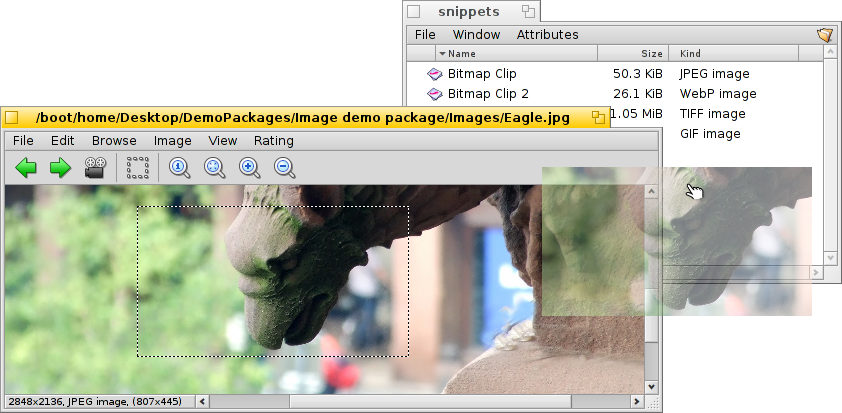 snippets
File Window Attributes
Name Size Kind
Bitmap Clip 50.3 KiB JPEG image
Bitmap Clip 2 26.1 KiB WebP image
1.05 MiB TIFF image
GIF image
/boot/home/Desktop/DemoPackages/Image demo package/Images/Eagle.jpg
File Edit Browse Image View Rating
2848x2136, JPEG image, (807x445)